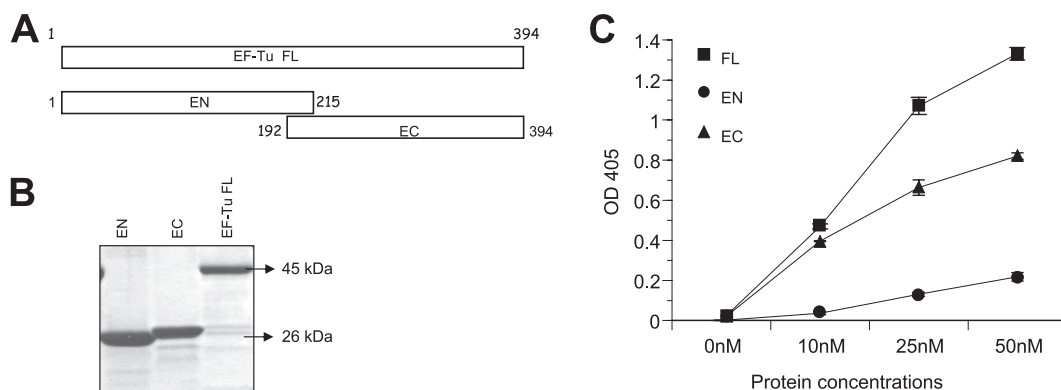 A
1
394
EF-Tu FL
1
EN
215
192
EC
394
B
EN
EC
EF-Tu FL
45 kDa
26 kDa
C
1.4
1.2
1
0.8
0.6
0.4
0.2
0
OD 405
FL
EN
EC
0nM
10nM
25nM
50nM
Protein concentrations